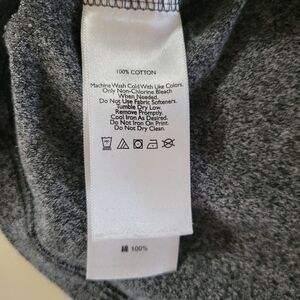 100% COTTON
Machine Wash Cold With Like Colors.
Only Non-Chlorine Bleach
When Needed.
Do Not Use Fabric Softeners.
Tumble Dry Low.
Remove Promptly.
Cool Iron As Desired.
Do Not Iron On Print.
Do Not Dry Clean.
綿 100%